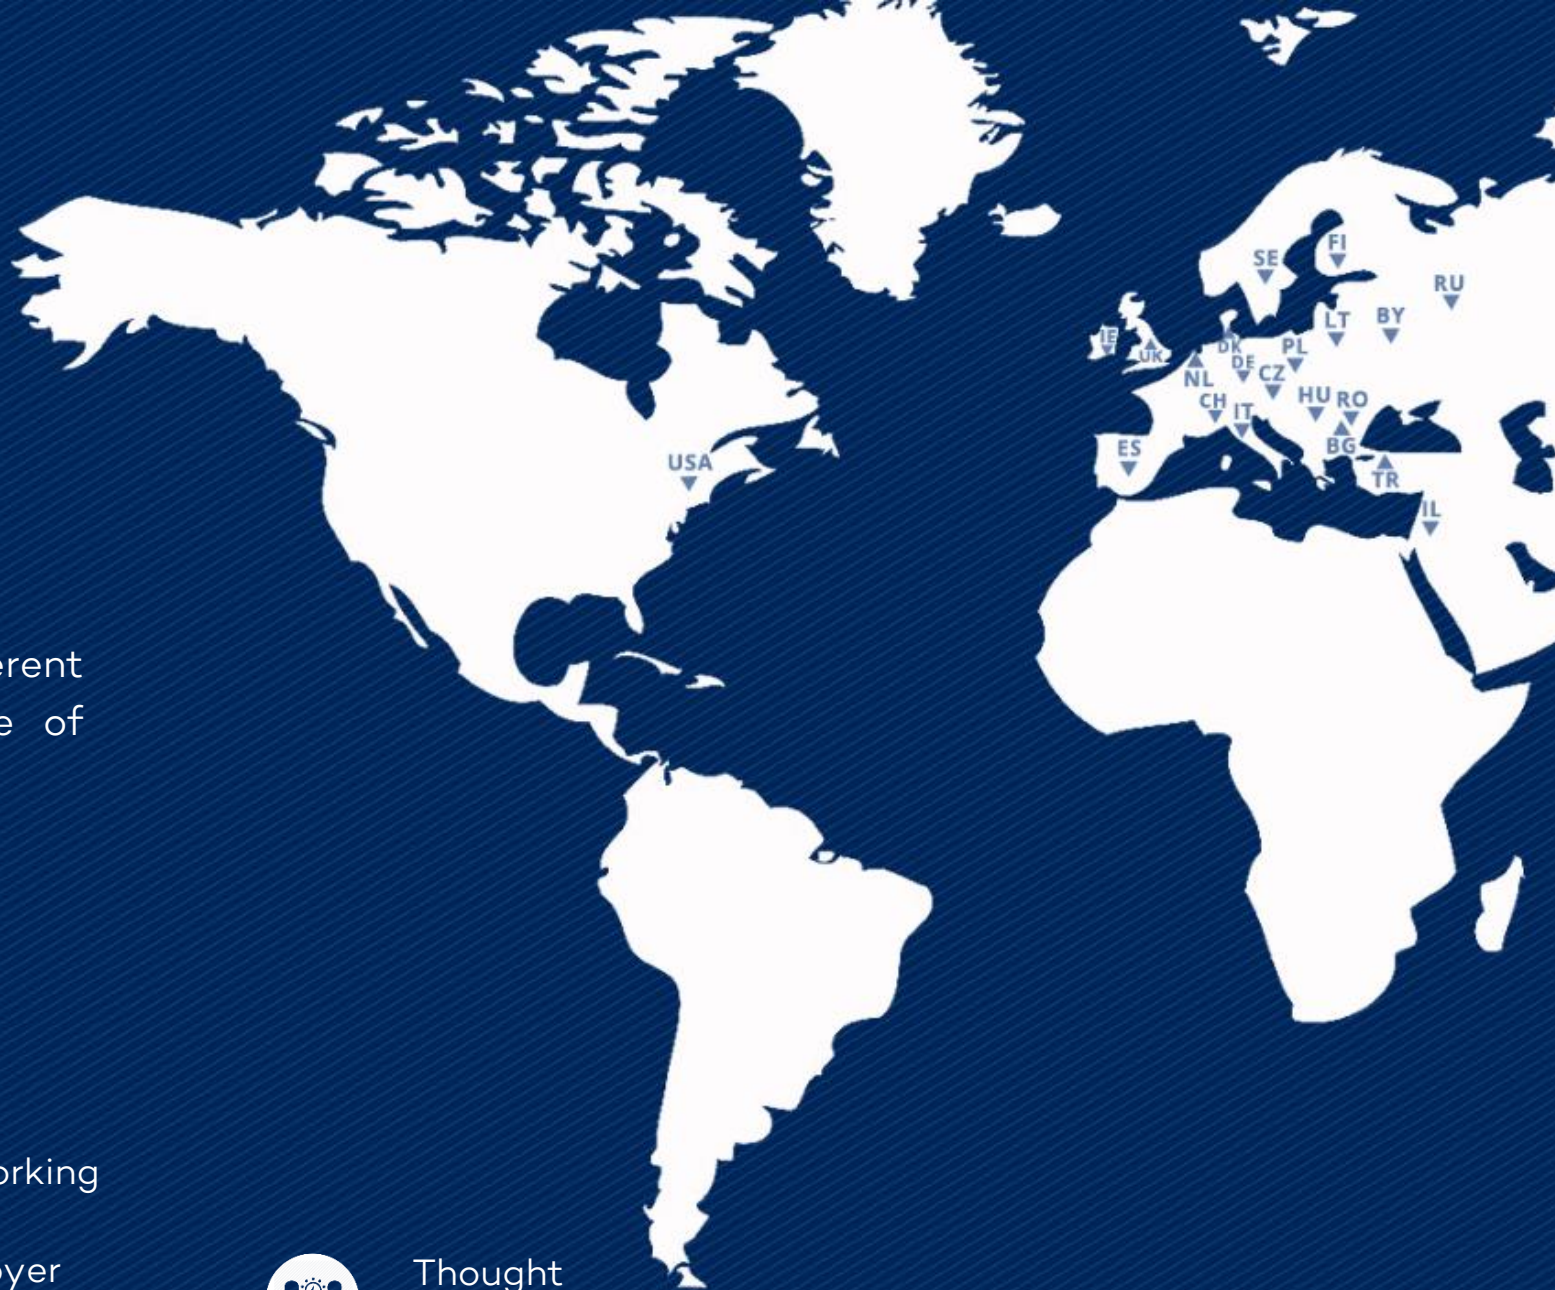 FI
SE
RU
BY
LT
IE
UK
DK
PL
DE
CZ
NL
HU
RO
CH
IT
BG
ES
USA
TR
IL
erent
e of
orking
oyer
Thought